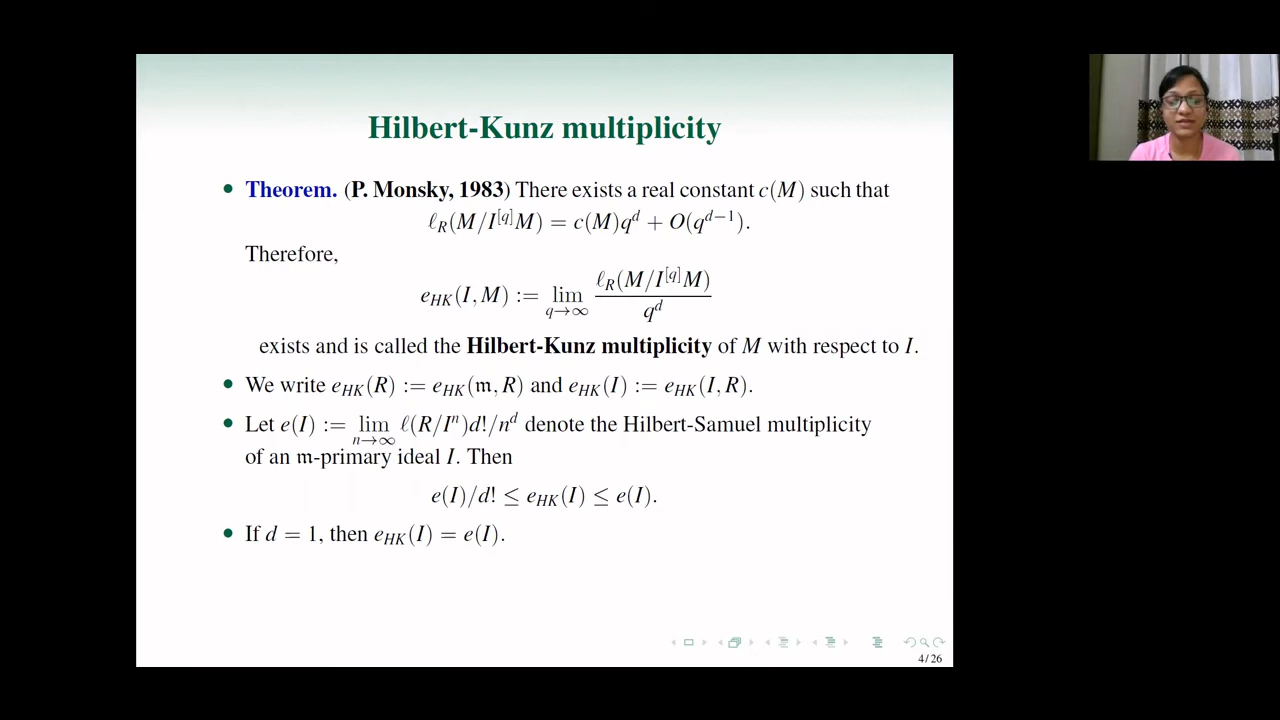 Hilbert-Kunz multiplicity
• Theorem. (P. Monsky, 1983) There exists a real constant c(M) such that
ℓ_R(M/I^{[q]}M) = c(M)q^d + O(q^{d−1}).
Therefore,
e_{HK}(I, M) := lim_{q→∞} ℓ_R(M/I^{[q]}M) / q^d
exists and is called the Hilbert-Kunz multiplicity of M with respect to I.
• We write e_{HK}(R) := e_{HK}(𝔪, R) and e_{HK}(I) := e_{HK}(I, R).
• Let e(I) := lim_{n→∞} ℓ(R/I^n)d!/n^d denote the Hilbert-Samuel multiplicity
of an 𝔪-primary ideal I. Then
e(I)/d! ≤ e_{HK}(I) ≤ e(I).
• If d = 1, then e_{HK}(I) = e(I).
4/26